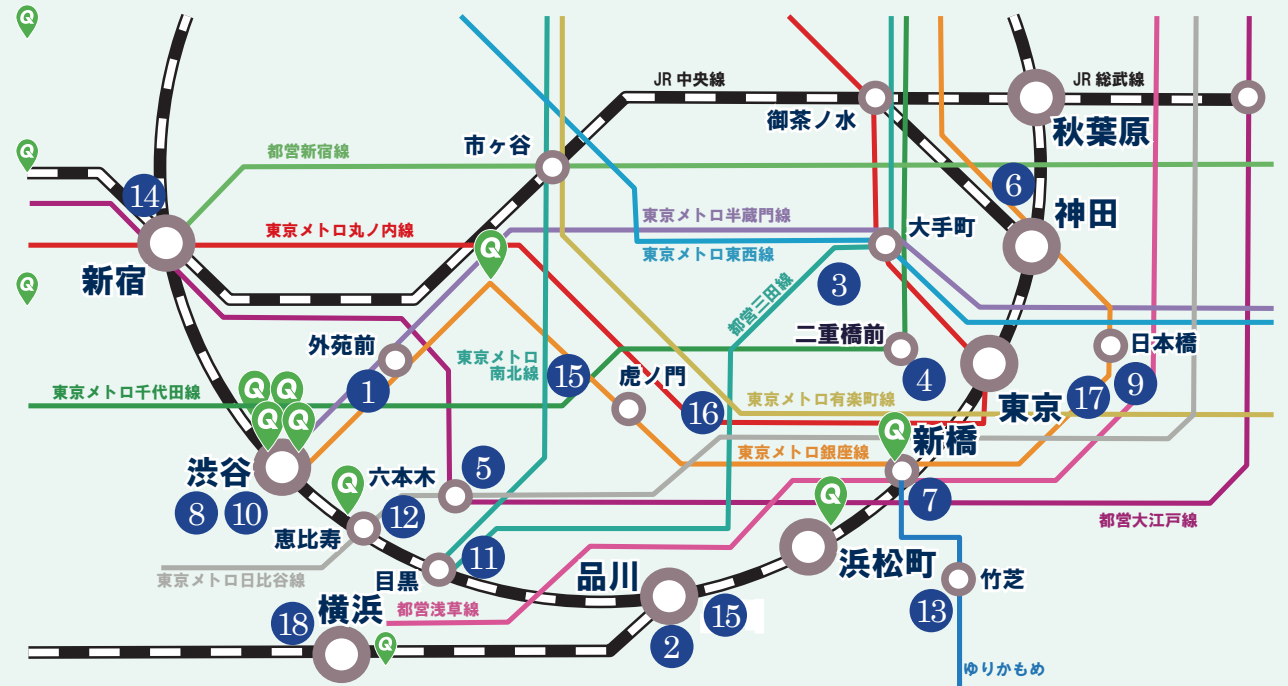 Q
JR 中央線
JR 総武線
御茶ノ水
秋葉原
市ヶ谷
Q
都営新宿線
14
6
東京メトロ半蔵門線
神田
大手町
東京メトロ丸ノ内線
Q
東京メトロ東西線
新宿
3
Q
都営三田線
二重橋前
日本橋
外苑前
東京メトロ
南北線
15
虎ノ門
4
9
1
Q
Q
東京メトロ千代田線
17
東京メトロ有楽町線
東京
16
Q
Q
Q
新橋
東京メトロ銀座線
渋谷
六本木
5
Q
Q
7
8
10
12
都営大江戸線
恵比寿
11
浜松町
東京メトロ日比谷線
目黒
品川
竹芝
横浜
都営浅草線
13
15
18
2
Q
ゆりかもめ